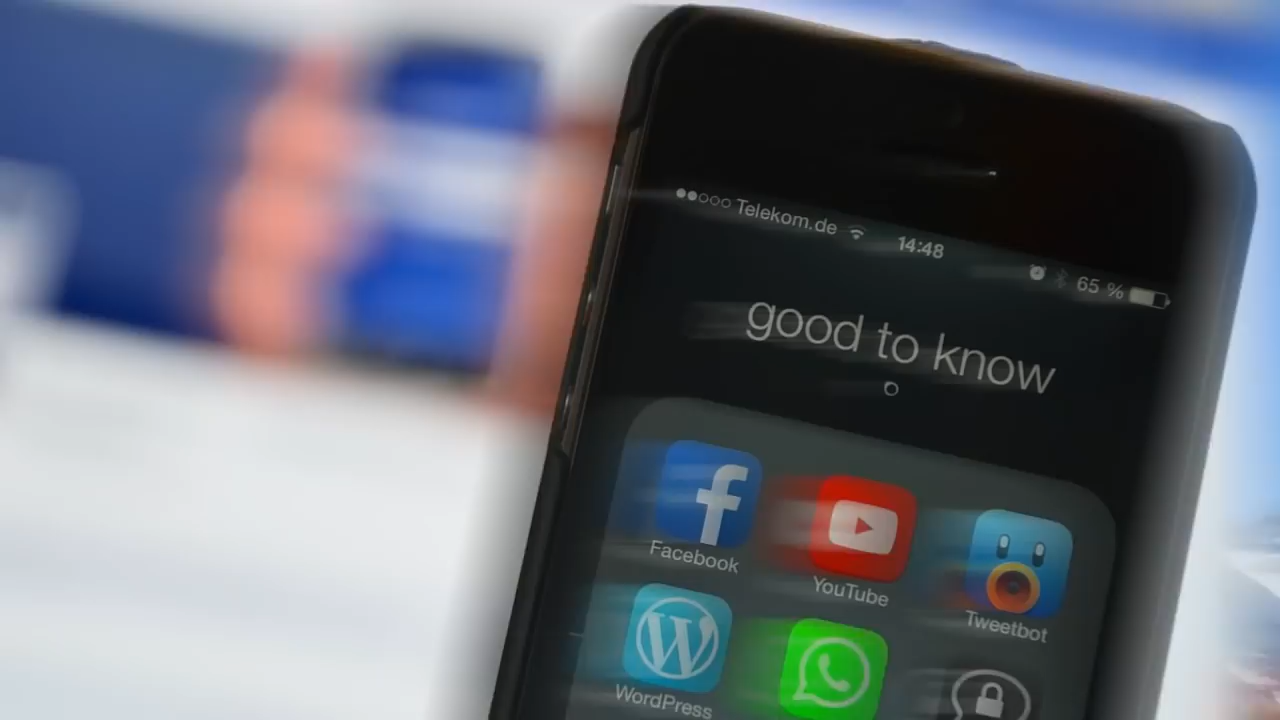 Telekom.de 14:48 65 %
good to know
Facebook
YouTube
Tweetbot
WordPress